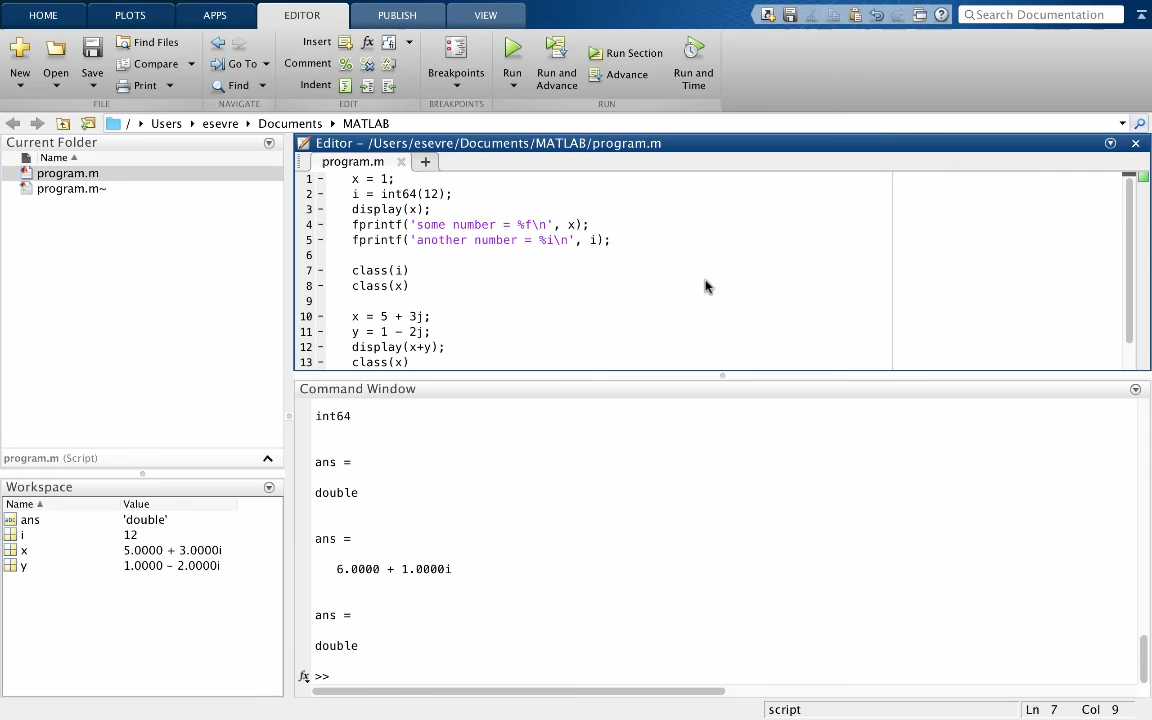 HOME PLOTS APPS EDITOR PUBLISH VIEW Search Documentation
New Open Save Find Files Compare Print
Go To Find
Insert fx
Comment %
Indent
Breakpoints
Run Run and Advance Run Section Advance Run and Time
FILE NAVIGATE EDIT BREAKPOINTS RUN
/ Users esevre Documents MATLAB
Current Folder
Name
program.m
program.m~
program.m (Script)
Workspace
Name Value
ans 'double'
i 12
x 5.0000 + 3.0000i
y 1.0000 - 2.0000i
Editor - /Users/esevre/Documents/MATLAB/program.m
program.m +
1 - x = 1;
2 - i = int64(12);
3 - display(x);
4 - fprintf('some number = %f\n', x);
5 - fprintf('another number = %i\n', i);
6
7 - class(i)
8 - class(x)
9
10 - x = 5 + 3j;
11 - y = 1 - 2j;
12 - display(x+y);
13 - class(x)
Command Window
int64
ans =
double
ans =
6.0000 + 1.0000i
ans =
double
fx >>
script Ln 7 Col 9